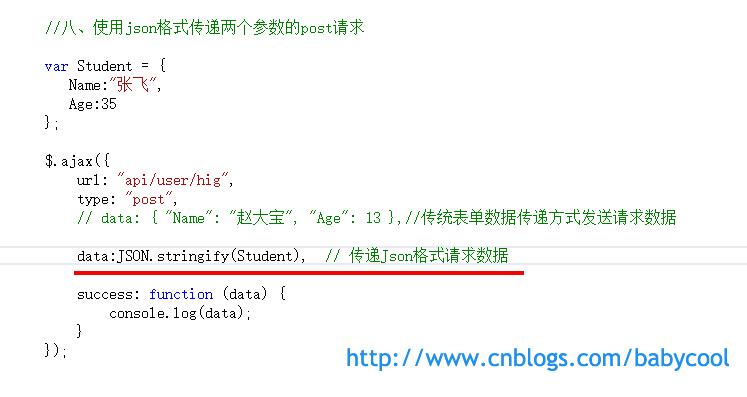 //八、使用json格式传递两个参数的post请求
var Student = {
Name:"张飞",
Age:35
};
$.ajax({
url: "api/user/hig",
type: "post",
// data: { "Name": "赵大宝", "Age": 13 },//传统表单数据传递方式发送请求数据
data:JSON.stringify(Student),  // 传递Json格式请求数据
success: function (data) {
console.log(data);
}
});
http://www.cnblogs.com/babycool